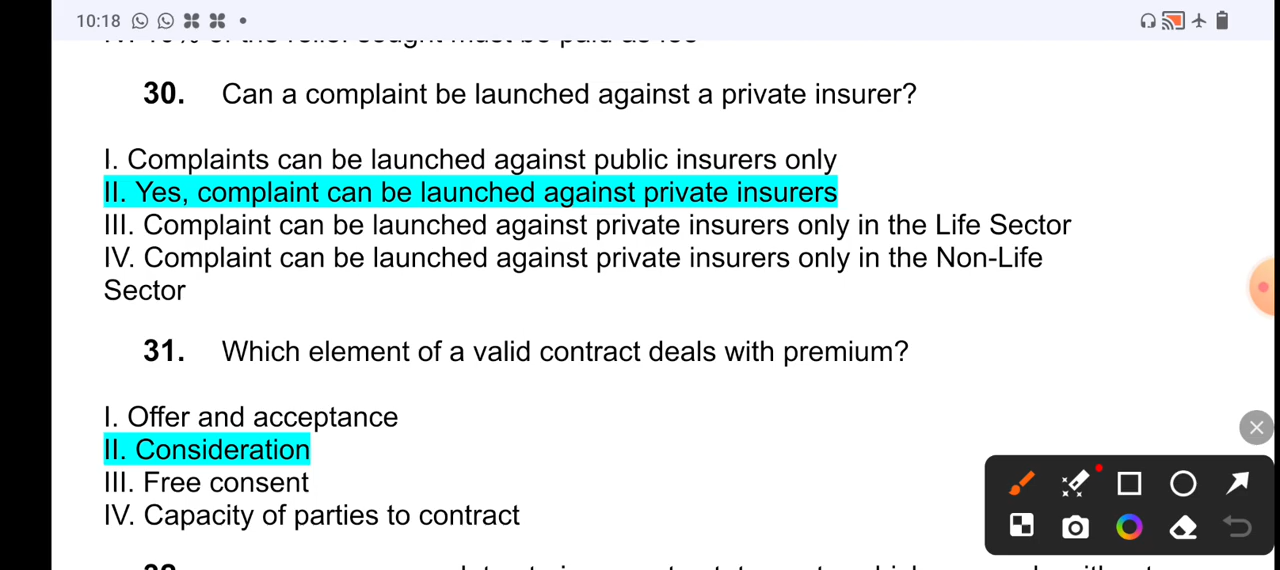 10:18
30. Can a complaint be launched against a private insurer?
I. Complaints can be launched against public insurers only
II. Yes, complaint can be launched against private insurers
III. Complaint can be launched against private insurers only in the Life Sector
IV. Complaint can be launched against private insurers only in the Non-Life
Sector
31. Which element of a valid contract deals with premium?
I. Offer and acceptance
II. Consideration
III. Free consent
IV. Capacity of parties to contract